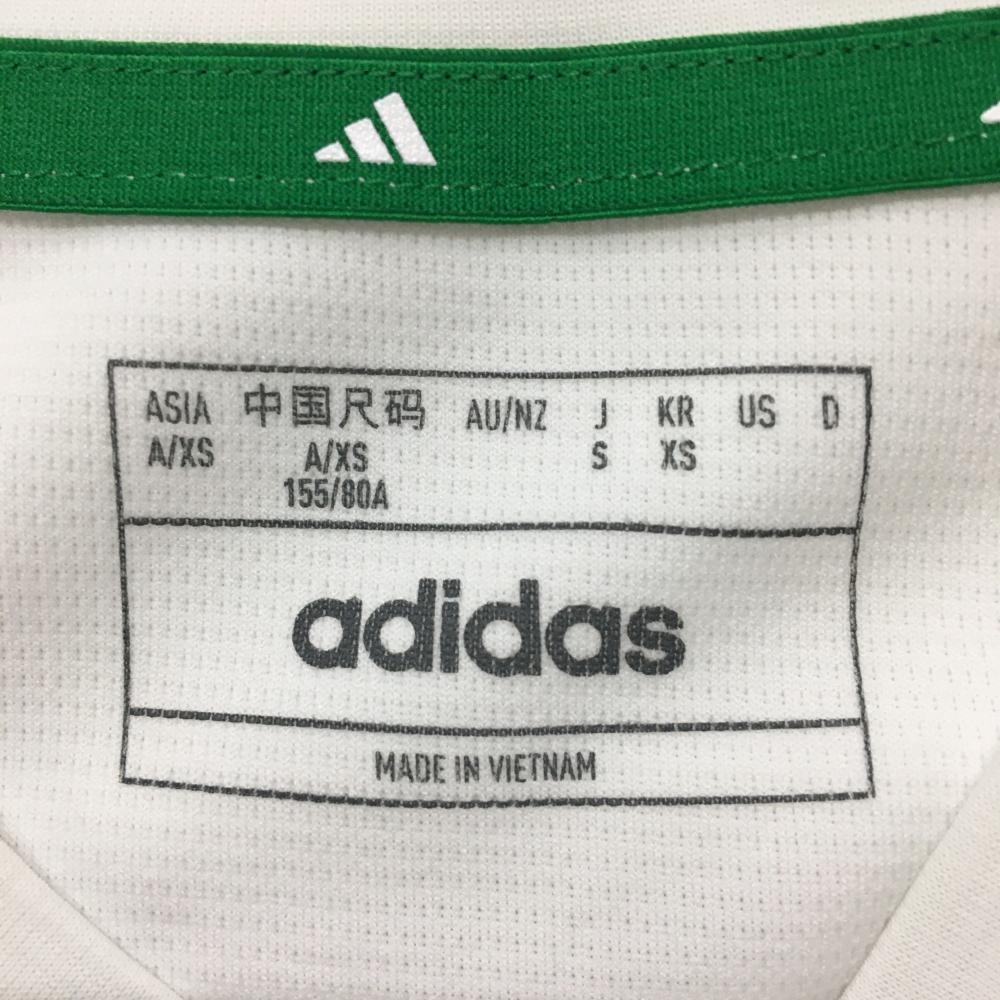 ASIA 中国尺码 AU/NZ J KR US D
A/XS A/XS S XS
155/80A
adidas
MADE IN VIETNAM